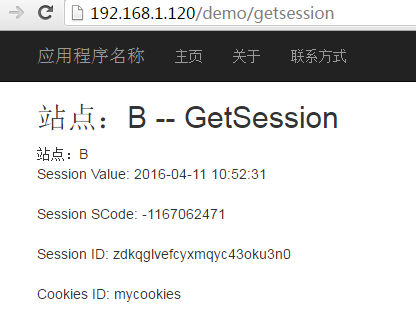 192.168.1.120/demo/getsession
应用程序名称 主页 关于 联系方式
站点：B -- GetSession
站点：B
Session Value: 2016-04-11 10:52:31
Session SCode: -1167062471
Session ID: zdkqglvefcyxmqyc43oku3n0
Cookies ID: mycookies